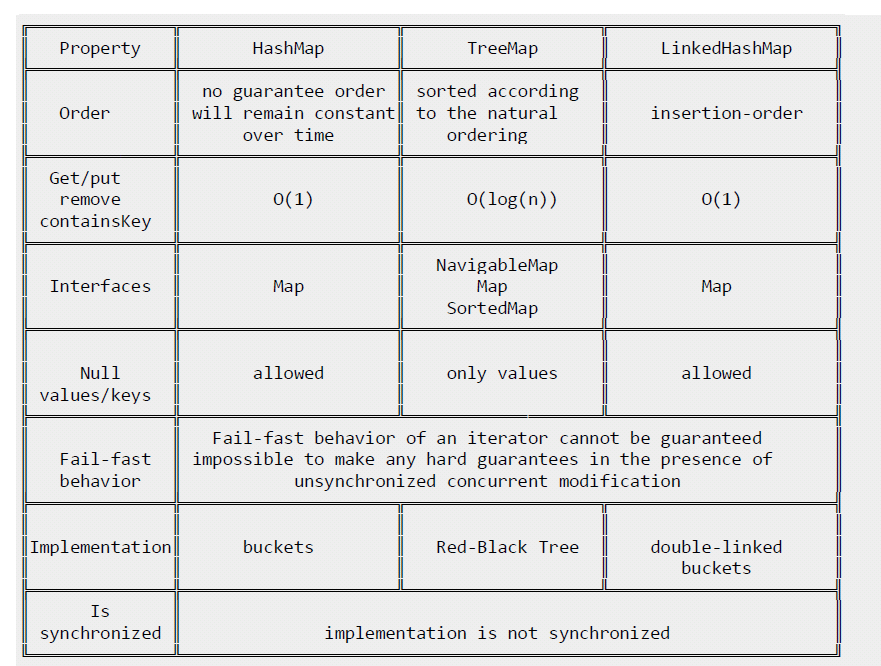 Property HashMap TreeMap LinkedHashMap
no guarantee order sorted according
Order will remain constant to the natural insertion-order
over time ordering
Get/put
remove O(1) O(log(n)) O(1)
containsKey
NavigableMap
Interfaces Map Map Map
SortedMap
Null allowed only values allowed
values/keys
Fail-fast behavior of an iterator cannot be guaranteed
Fail-fast impossible to make any hard guarantees in the presence of
behavior unsynchronized concurrent modification
Implementation buckets Red-Black Tree double-linked
buckets
Is
synchronized implementation is not synchronized